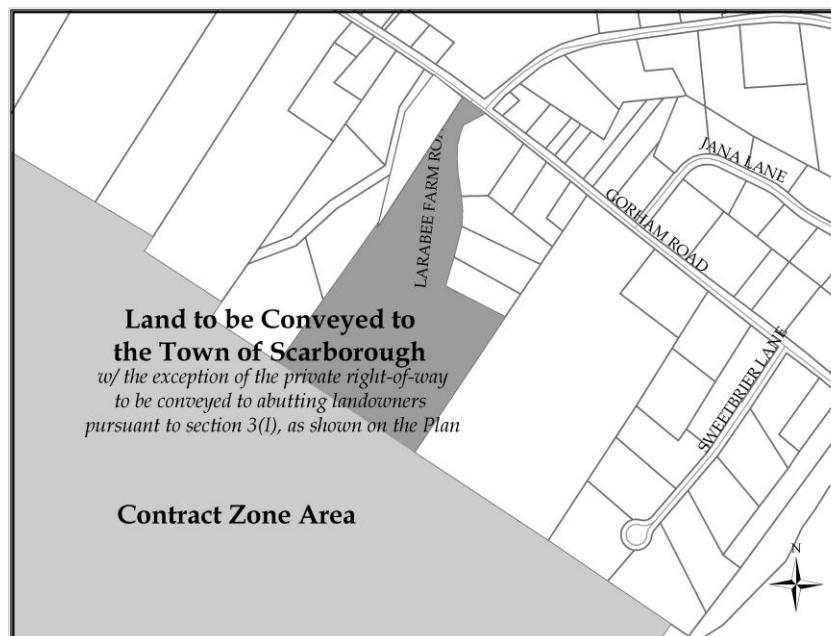 JANA LANE
LARABEE FARM
GORHAM ROAD
Land to be Conveyed to
the Town of Scarborough
w/ the exception of the private right-of-way
to be conveyed to abutting landowners
pursuant to section 3(I), as shown on the Plan
SWEETBRIER LANE
Contract Zone Area
N